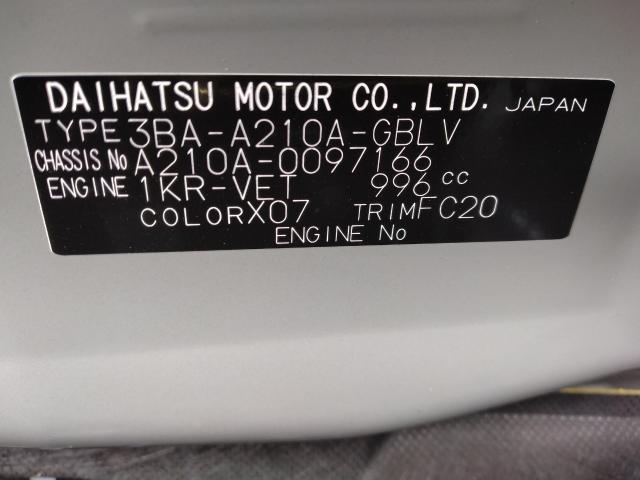 DAIHATSU MOTOR CO.,LTD. JAPAN
TYPE 3BA-A210A-GBLV
CHASSIS No A210A-0097166
ENGINE 1KR-VET 996 cc
COLOR X07 TRIM FC20
ENGINE No